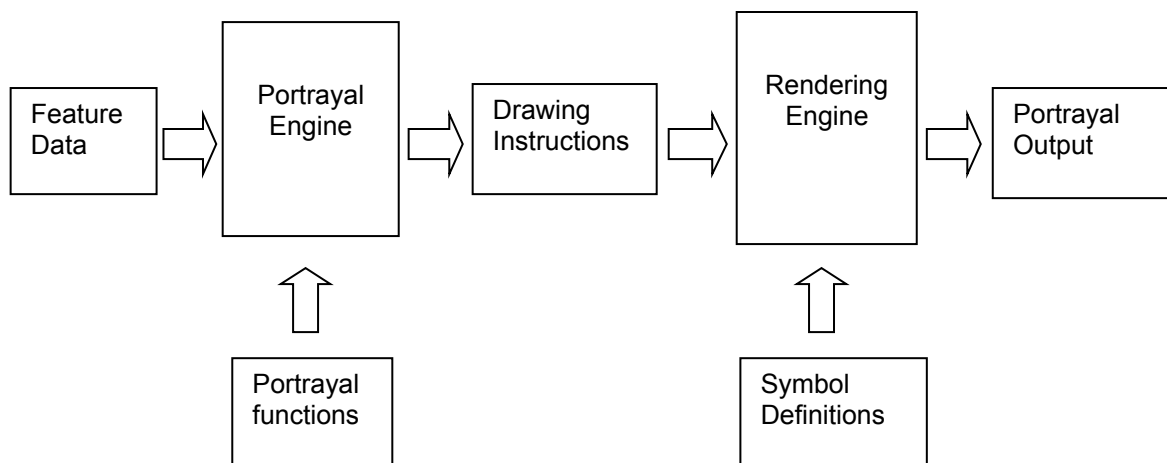 Feature
Data
Portrayal
Engine
Drawing
Instructions
Rendering
Engine
Portrayal
Output
Portrayal
functions
Symbol
Definitions